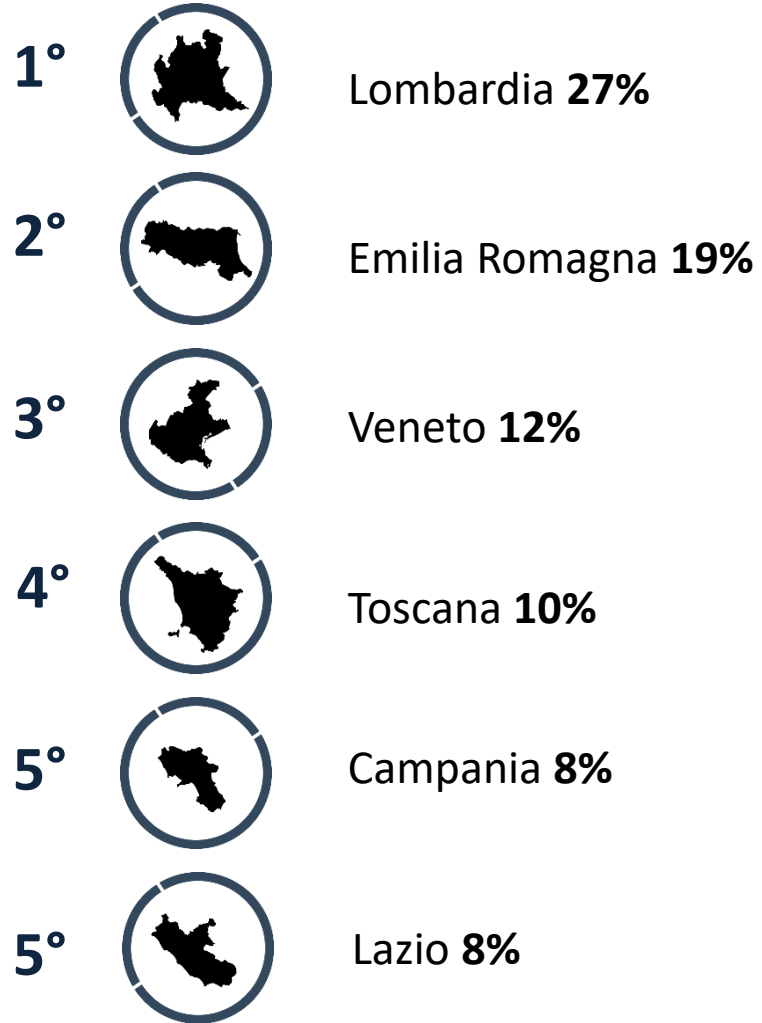 1° Lombardia 27%
2° Emilia Romagna 19%
3° Veneto 12%
4° Toscana 10%
5° Campania 8%
5° Lazio 8%